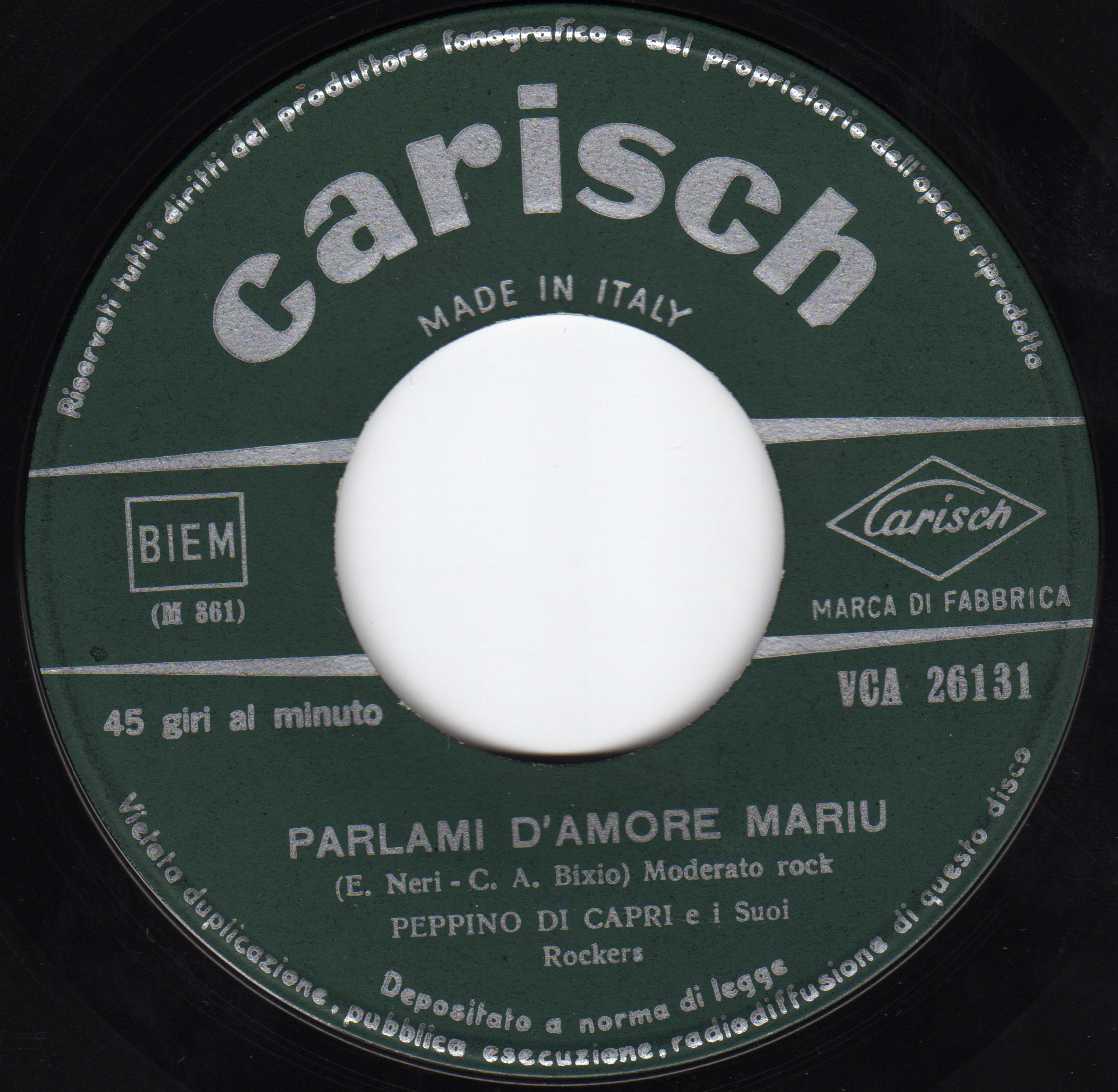 Riservati tutti i diritti del produttore fonografico e del proprietario dell'opera riprodotta
carisch
MADE IN ITALY
BIEM
(M 861)
Carisch
MARCA DI FABBRICA
VCA 26131
45 giri al minuto
PARLAMI D'AMORE MARIU
(E. Neri - C. A. Bixio) Moderato rock
PEPPINO DI CAPRI e i Suoi
Rockers
Depositato a norma di legge
Vietata duplicazione, pubblica esecuzione, radiodiffusione di questo disco